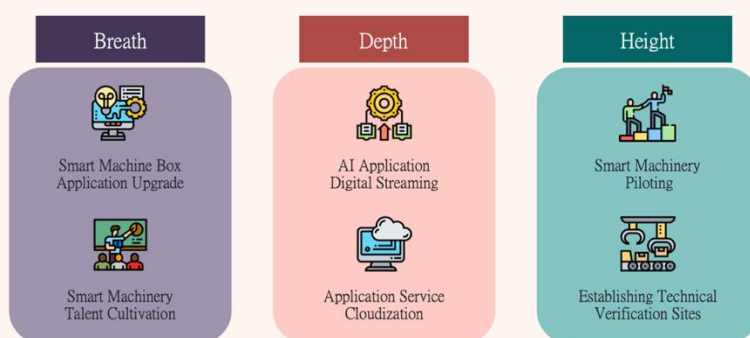 Breath
Smart Machine Box
Application Upgrade
Smart Machinery
Talent Cultivation
Depth
AI Application
Digital Streaming
Application Service
Cloudization
Height
Smart Machinery
Piloting
Establishing Technical
Verification Sites